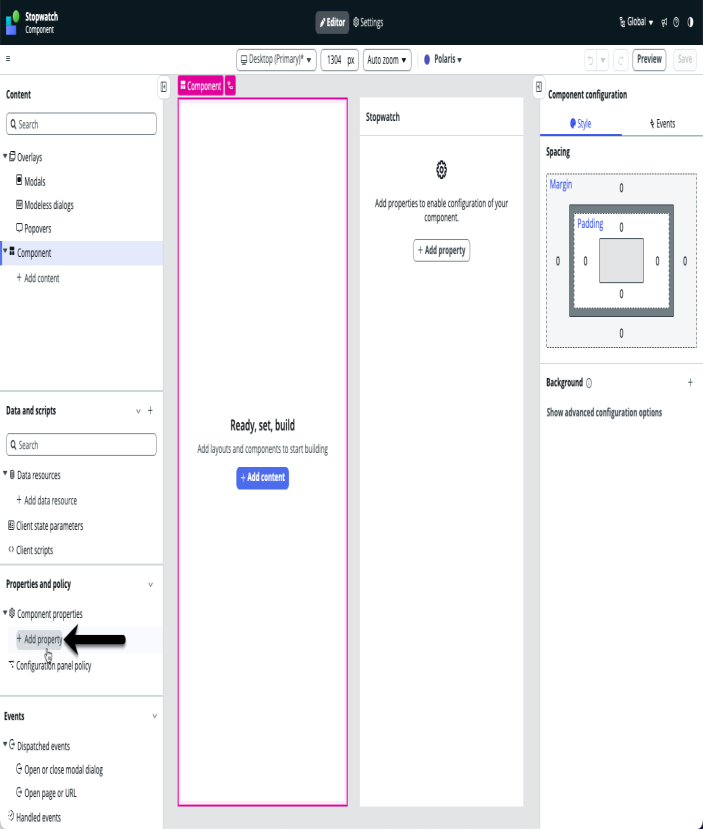 Stopwatch
Component
Editor
Settings
Global
Desktop (Primary)*
1304 px
Auto zoom
Polaris
Preview
Save
Content
Search
Overlays
Modals
Modeless dialogs
Popovers
Component
+ Add content
Data and scripts
Search
Data resources
+ Add data resource
Client state parameters
Client scripts
Properties and policy
Component properties
+ Add property
Configuration panel policy
Events
Dispatched events
Open or close modal dialog
Open page or URL
Handled events
Component
Ready, set, build
Add layouts and components to start building
+ Add content
Stopwatch
Add properties to enable configuration of your
component.
+ Add property
Component configuration
Style
Events
Spacing
Margin
0
Padding
0
0
0
0
0
0
0
Background
Show advanced configuration options